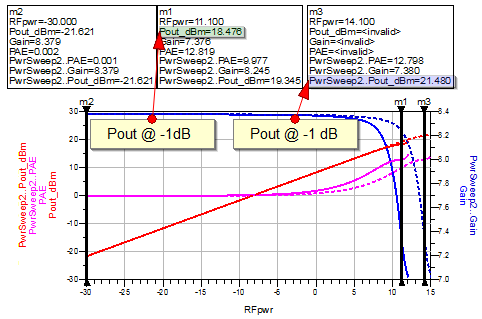 m2
RFpwr=-30.000
Pout_dBm=-21.621
Gain=8.379
PAE=0.002
PwrSweep2..PAE=0.001
PwrSweep2..Gain=8.379
PwrSweep2..Pout_dBm=-21.621
m1
RFpwr=11.100
Pout_dBm=18.476
Gain=7.376
PAE=12.819
PwrSweep2..PAE=9.977
PwrSweep2..Gain=8.245
PwrSweep2..Pout_dBm=19.345
m3
RFpwr=14.100
Pout_dBm=<invalid>
Gain=<invalid>
PAE=<invalid>
PwrSweep2..PAE=12.798
PwrSweep2..Gain=7.380
PwrSweep2..Pout_dBm=21.480
m2
m1
m3
Pout @ -1dB
Pout @ -1 dB
PwrSweep2..Pout_dBm
PwrSweep2..PAE
PAE
Pout_dBm
30
20
10
0
-10
-20
-30
8.4
8.2
8.0
7.8
7.6
7.4
7.2
7.0
PwrSweep2..Gain
Gain
-30
-25
-20
-15
-10
-5
0
5
10
15
RFpwr